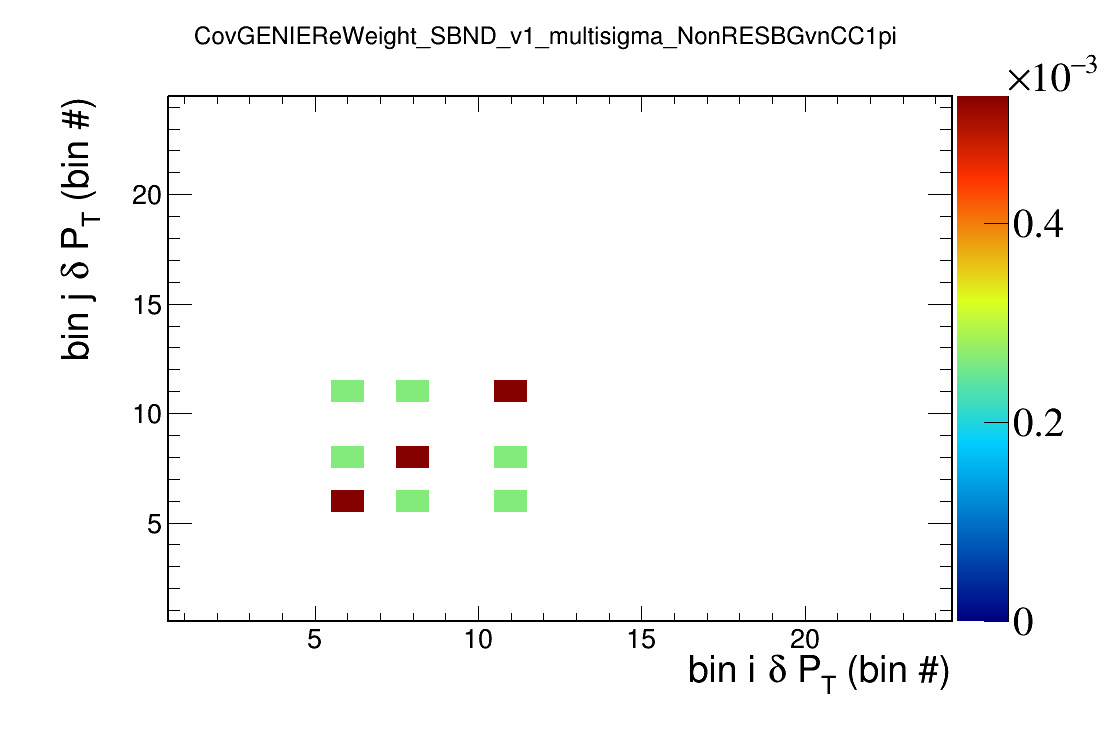 CovGENIEReWeight_SBND_v1_multisigma_NonRESBGvnCC1pi
×10⁻³
bin j δ P_T (bin #)
20
15
10
5
0.4
0.2
0
5 10 15 20
bin i δ P_T (bin #)